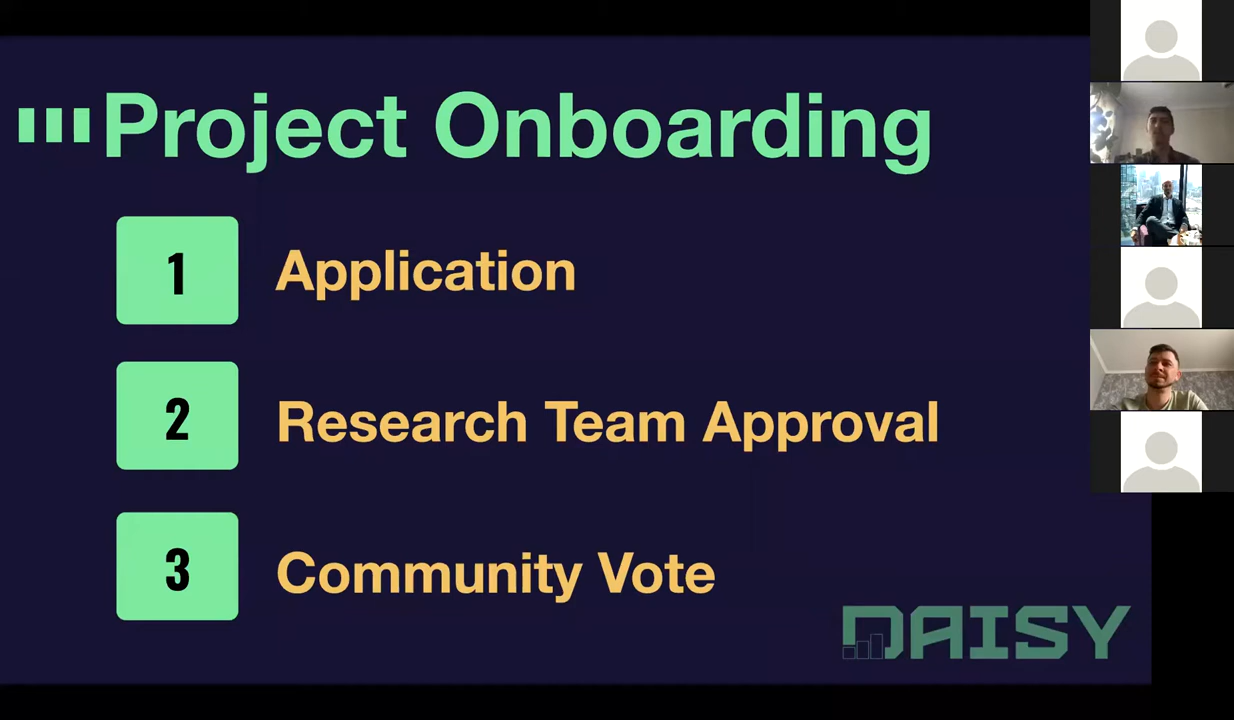 Project Onboarding
1
Application
2
Research Team Approval
3
Community Vote
DAISY